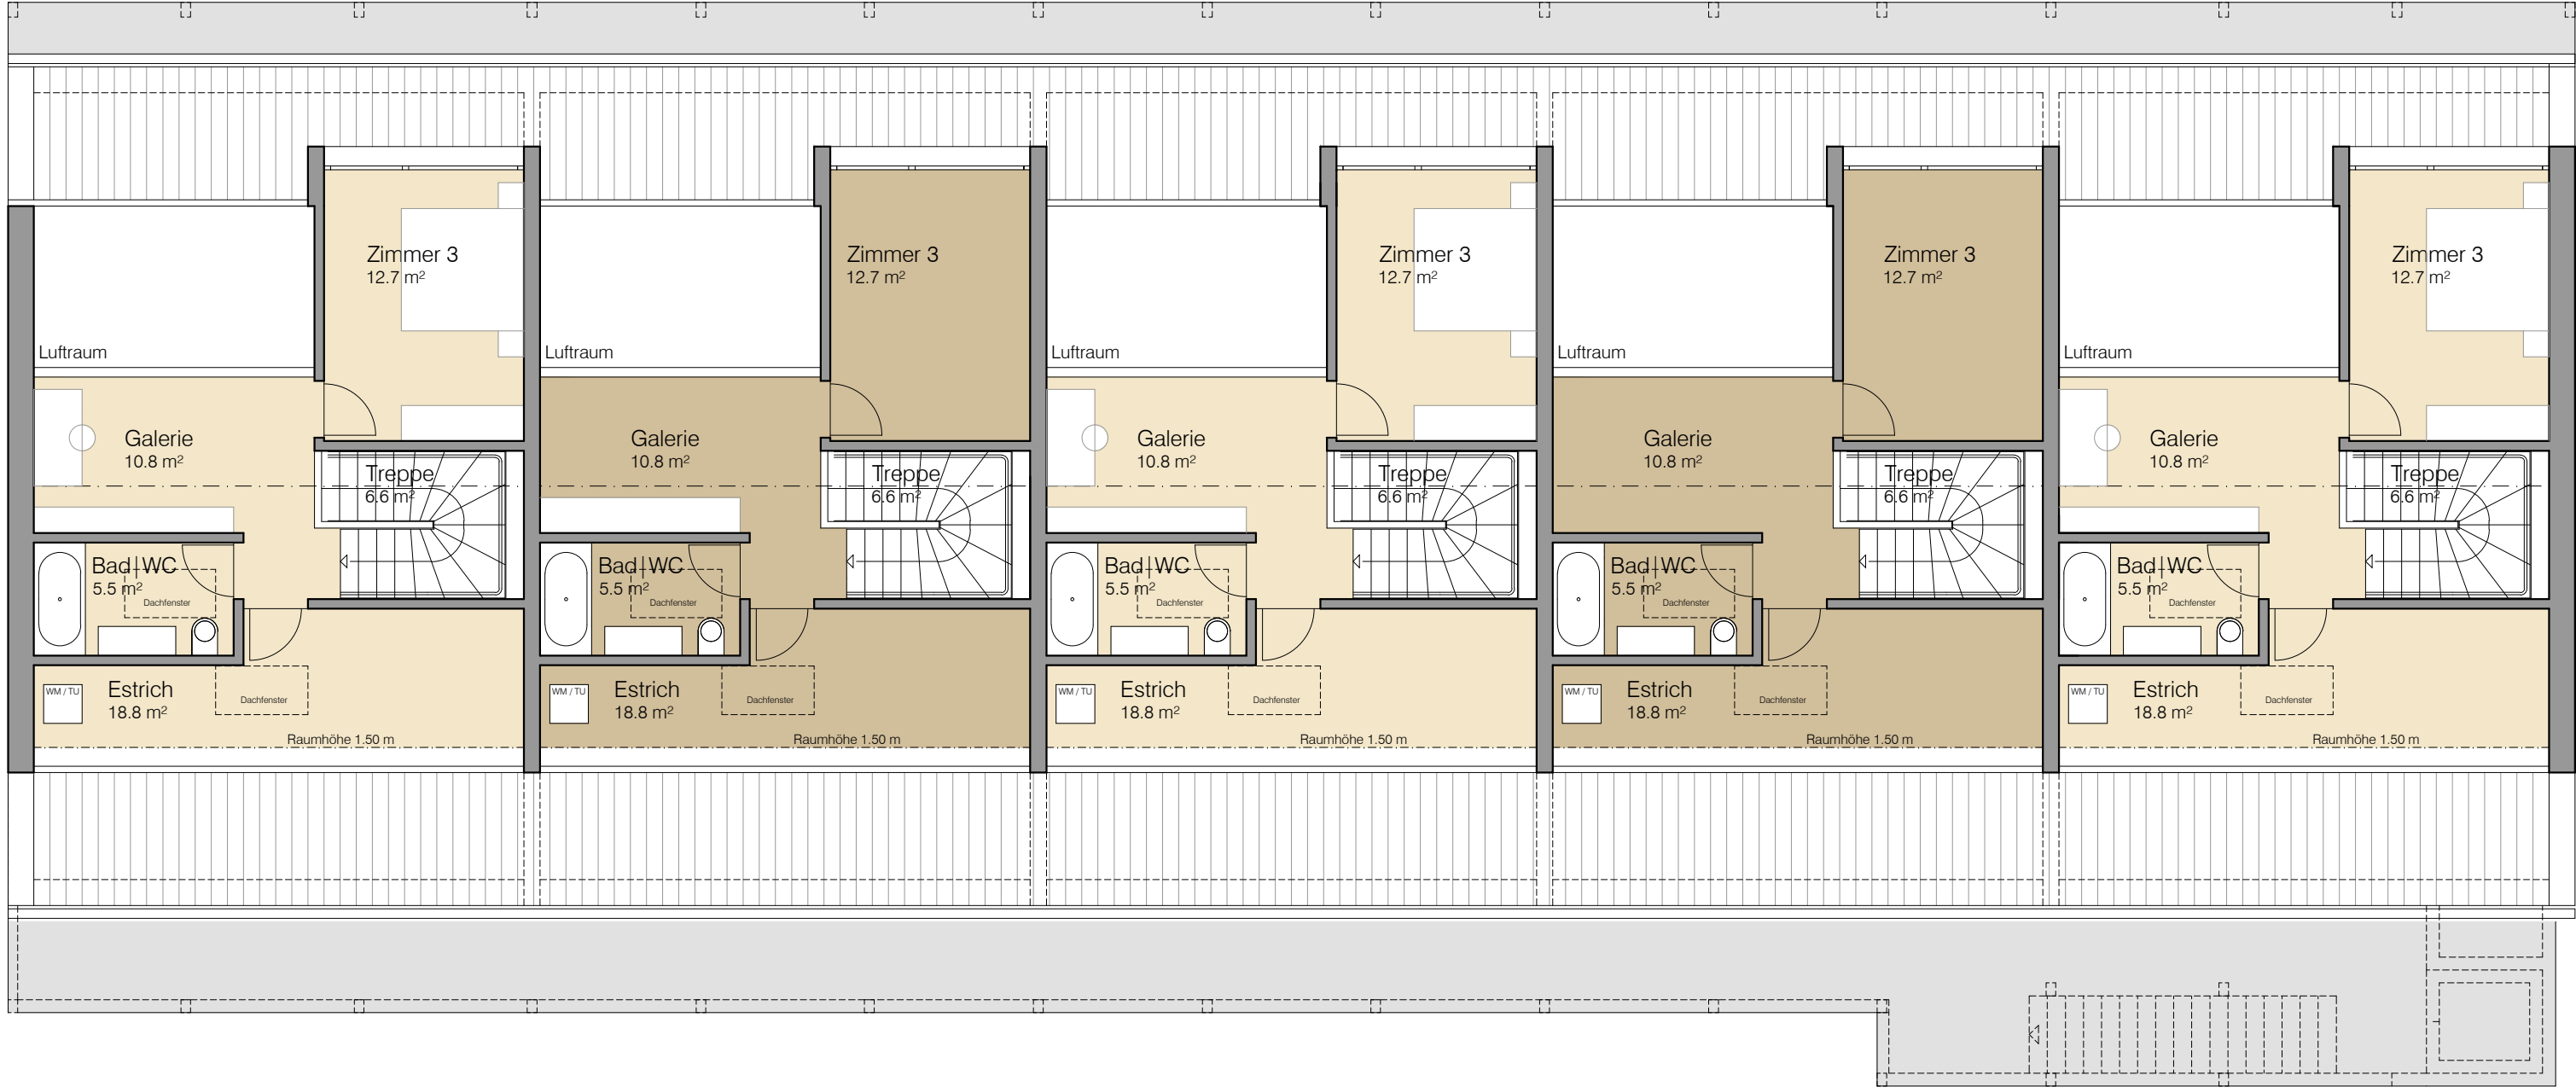 Zimmer 3
12.7 m²
Luftraum
Galerie
10.8 m²
Treppe
6.6 m²
Bad|WC
5.5 m²
Dachfenster
WM / TU
Estrich
18.8 m²
Dachfenster
Raumhöhe 1.50 m
Zimmer 3
12.7 m²
Luftraum
Galerie
10.8 m²
Treppe
6.6 m²
Bad|WC
5.5 m²
Dachfenster
WM / TU
Estrich
18.8 m²
Dachfenster
Raumhöhe 1.50 m
Zimmer 3
12.7 m²
Luftraum
Galerie
10.8 m²
Treppe
6.6 m²
Bad|WC
5.5 m²
Dachfenster
WM / TU
Estrich
18.8 m²
Dachfenster
Raumhöhe 1.50 m
Zimmer 3
12.7 m²
Luftraum
Galerie
10.8 m²
Treppe
6.6 m²
Bad|WC
5.5 m²
Dachfenster
WM / TU
Estrich
18.8 m²
Dachfenster
Raumhöhe 1.50 m
Zimmer 3
12.7 m²
Luftraum
Galerie
10.8 m²
Treppe
6.6 m²
Bad|WC
5.5 m²
Dachfenster
WM / TU
Estrich
18.8 m²
Dachfenster
Raumhöhe 1.50 m